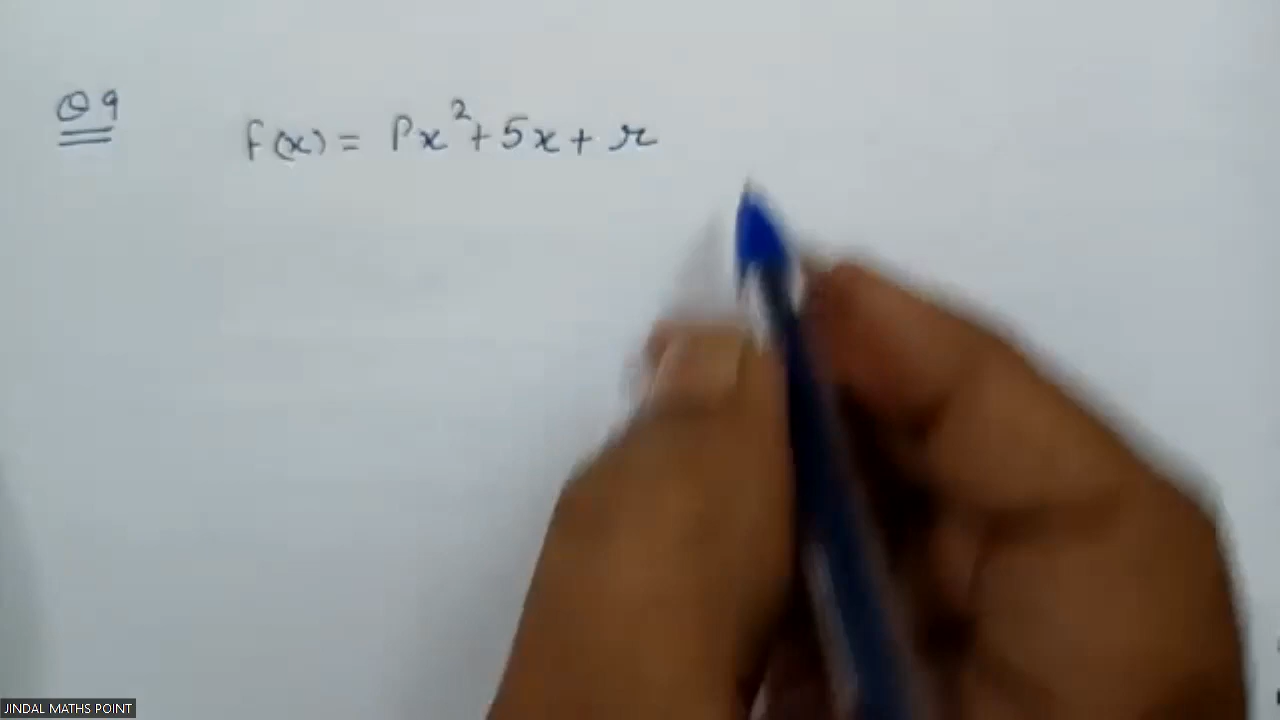 Q9
f(x) = Px² + 5x + r
JINDAL MATHS POINT